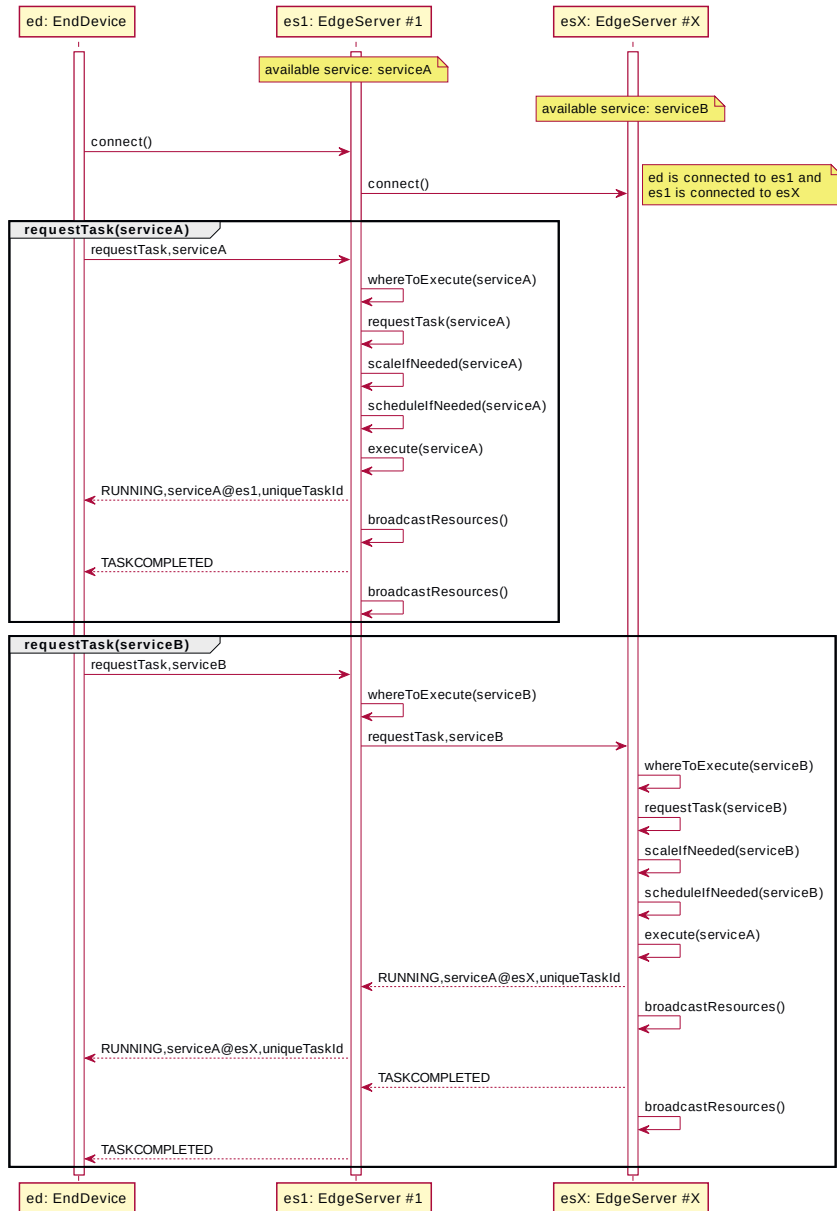 ed: EndDevice
es1: EdgeServer #1
esX: EdgeServer #X
available service: serviceA
available service: serviceB
connect()
connect()
ed is connected to es1 and
es1 is connected to esX
requestTask(serviceA)
requestTask,serviceA
whereToExecute(serviceA)
requestTask(serviceA)
scaleIfNeeded(serviceA)
scheduleIfNeeded(serviceA)
execute(serviceA)
RUNNING,serviceA@es1,uniqueTaskId
broadcastResources()
TASKCOMPLETED
broadcastResources()
requestTask(serviceB)
requestTask,serviceB
whereToExecute(serviceB)
requestTask,serviceB
whereToExecute(serviceB)
requestTask(serviceB)
scaleIfNeeded(serviceB)
scheduleIfNeeded(serviceB)
execute(serviceA)
RUNNING,serviceA@esX,uniqueTaskId
broadcastResources()
RUNNING,serviceA@esX,uniqueTaskId
TASKCOMPLETED
broadcastResources()
TASKCOMPLETED
ed: EndDevice
es1: EdgeServer #1
esX: EdgeServer #X